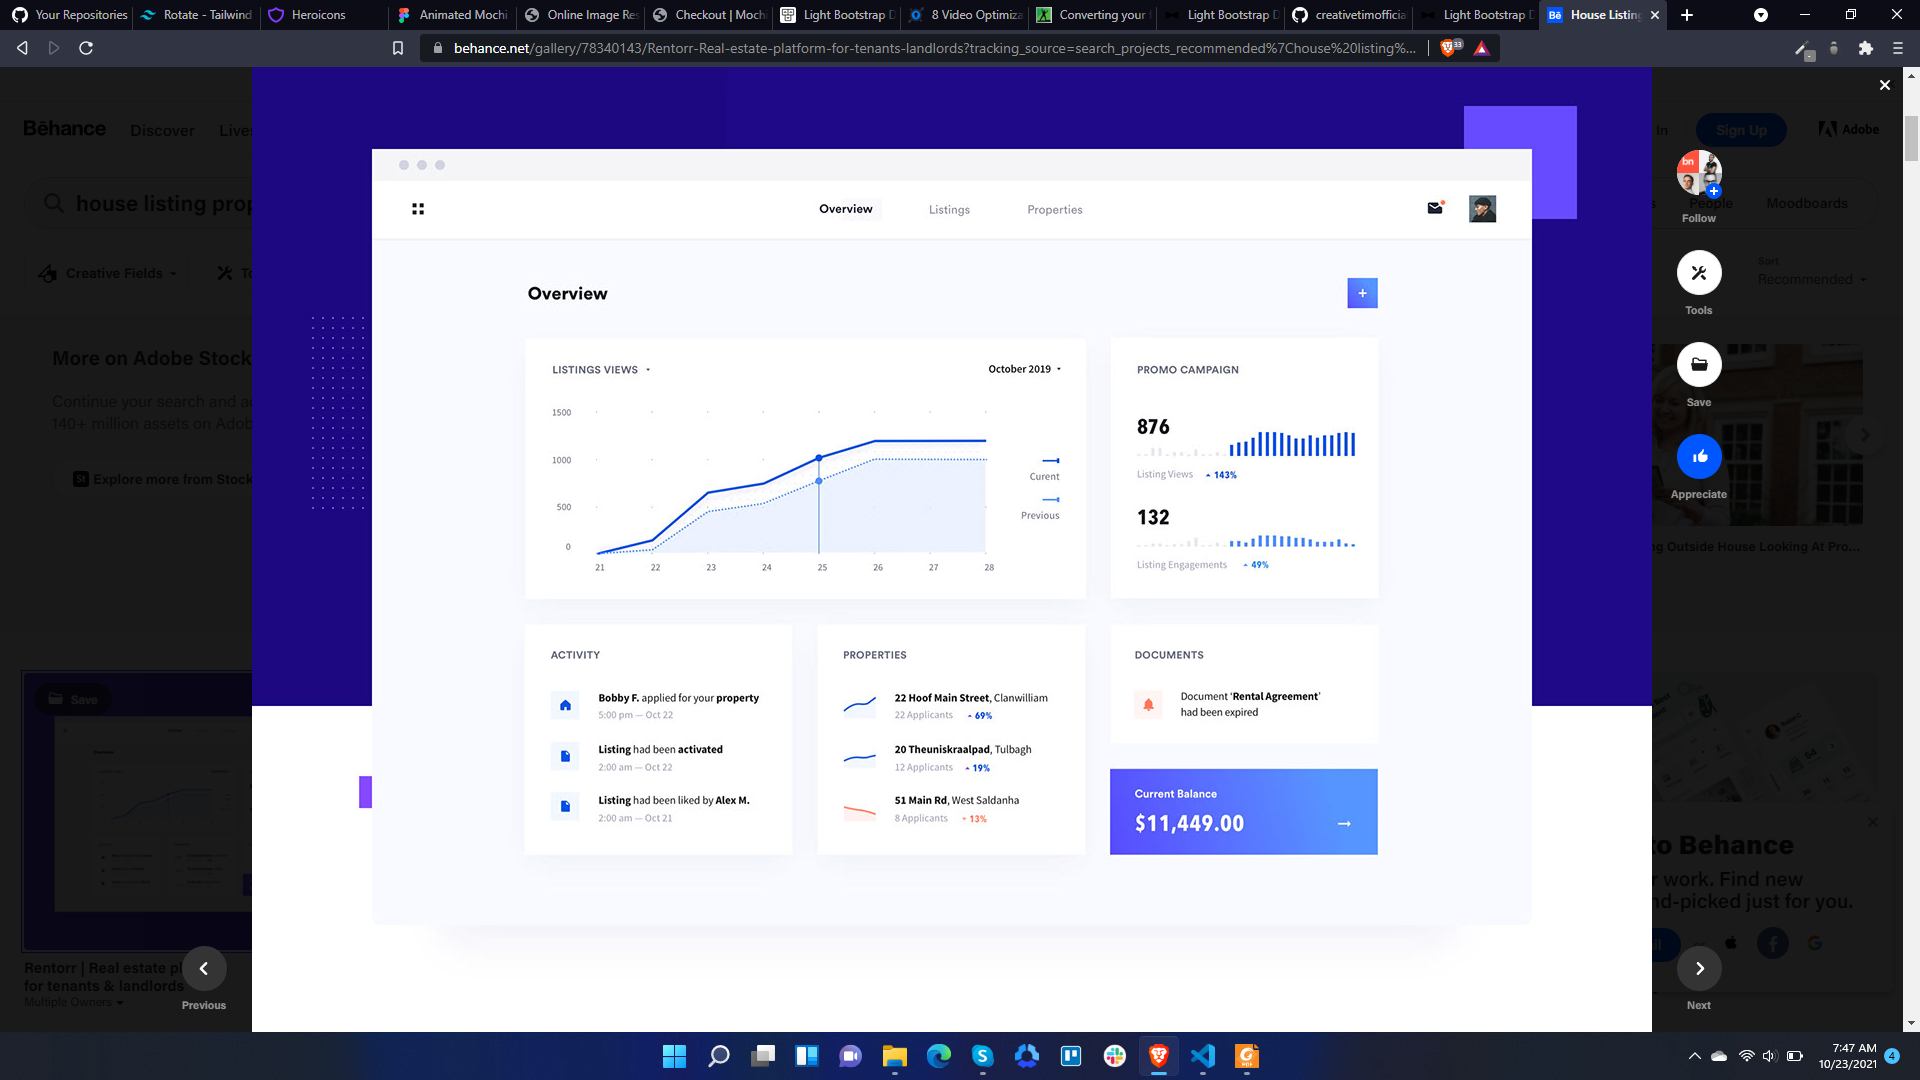 Your Repositories
Rotate - Tailwind
Heroicons
Animated Mochi
Online Image Res
Checkout | Moch
Light Bootstrap D
8 Video Optimiza
Converting your
Light Bootstrap D
creativetimofficia
Light Bootstrap D
Bē House Listing
behance.net/gallery/78340143/Rentorr-Real-estate-platform-for-tenants-landlords?tracking_source=search_projects_recommended%7Chouse%20listing%...
33
Bēhance
Discover
Live
In
Sign Up
Adobe
house listing prop
People
Moodboards
bn
Follow
Creative Fields
To
Sort
Recommended
Tools
Save
Appreciate
More on Adobe Stock
Continue your search and a
140+ million assets on Adob
St Explore more from Stock
Overview
Listings
Properties
Overview
+
LISTINGS VIEWS
October 2019
1500
1000
500
0
21 22 23 24 25 26 27 28
Curent
Previous
PROMO CAMPAIGN
876
Listing Views 143%
132
Listing Engagements 49%
ACTIVITY
Bobby F. applied for your property
5:00 pm — Oct 22
Listing had been activated
2:00 am — Oct 22
Listing had been liked by Alex M.
2:00 am — Oct 21
PROPERTIES
22 Hoof Main Street, Clanwilliam
22 Applicants 69%
20 Theuniskraalpad, Tulbagh
12 Applicants 19%
51 Main Rd, West Saldanha
8 Applicants 13%
DOCUMENTS
Document ‘Rental Agreement’
had been expired
Current Balance
$11,449.00
g Outside House Looking At Pro...
Save
Rentorr | Real estate pl
for tenants & landlords
Multiple Owners
Previous
to Behance
r work. Find new
nd-picked just for you.
ail
Next
7:47 AM
10/23/2021
4